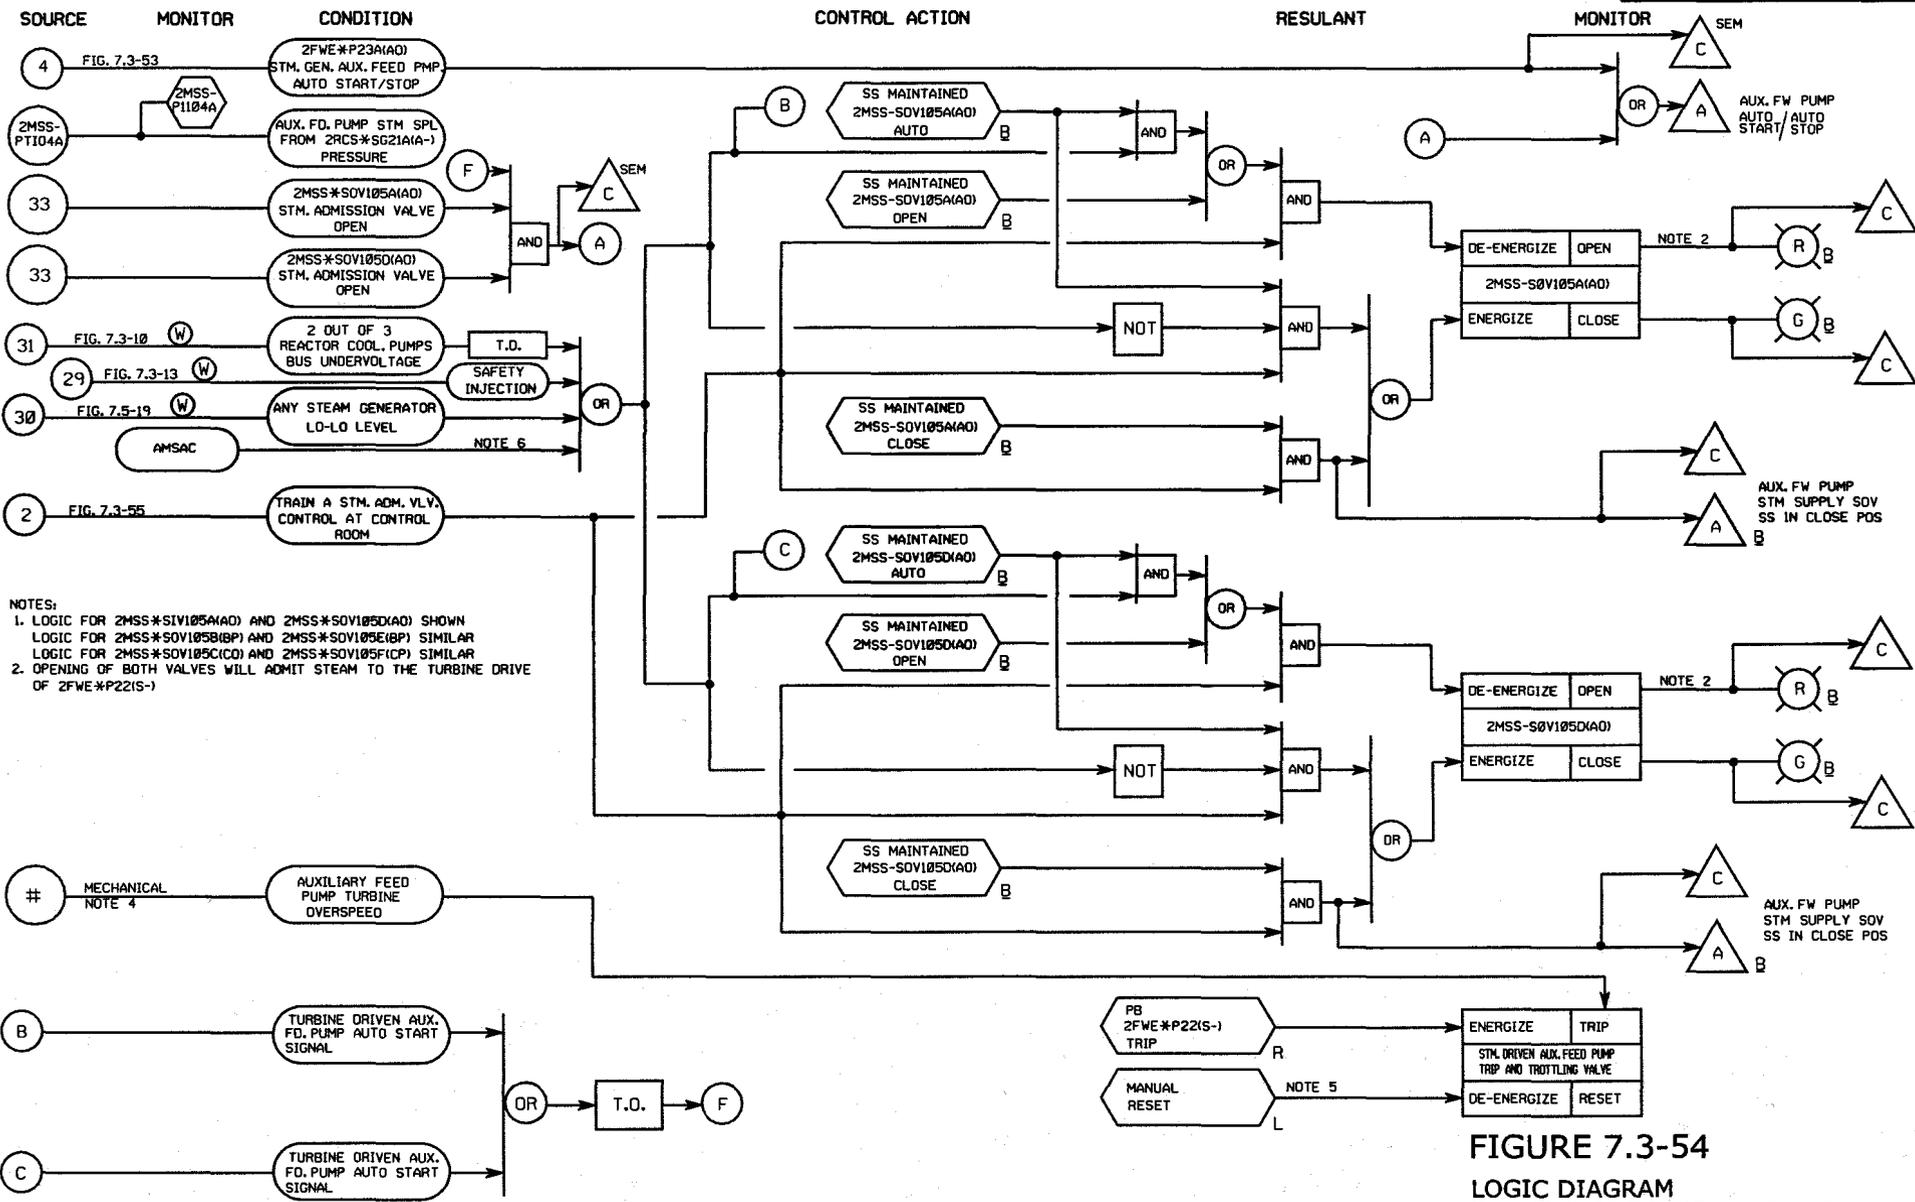 SOURCE MONITOR CONDITION CONTROL ACTION RESULANT MONITOR
4
FIG. 7.3-53
2FWE*P23A(AO)
STM. GEN. AUX. FEED PMP.
AUTO START/STOP
C
SEM
2MSS-
PT104A
2MSS-
P1104A
AUX. FD. PUMP STM SPL
FROM 2RCS*SG21A(A-)
PRESSURE
33
2MSS*SOV105A(AO)
STM. ADMISSION VALVE
OPEN
33
2MSS*SOV105D(AO)
STM. ADMISSION VALVE
OPEN
F
AND
C
SEM
A
31
FIG. 7.3-10
W
2 OUT OF 3
REACTOR COOL. PUMPS
BUS UNDERVOLTAGE
T.D.
29
FIG. 7.3-13
W
SAFETY
INJECTION
30
FIG. 7.5-19
W
ANY STEAM GENERATOR
LO-LO LEVEL
AMSAC
NOTE 6
OR
2
FIG. 7.3-55
TRAIN A STM. ADM. VLV.
CONTROL AT CONTROL
ROOM
B
SS MAINTAINED
2MSS-SOV105A(AO)
AUTO
B
AND
SS MAINTAINED
2MSS-SOV105A(AO)
OPEN
B
OR
AND
NOT
AND
SS MAINTAINED
2MSS-SOV105A(AO)
CLOSE
B
AND
OR
A
OR
A
AUX. FW PUMP
AUTO/AUTO
START/STOP
DE-ENERGIZE OPEN
2MSS-SØV105A(AO)
ENERGIZE CLOSE
NOTE 2
C
R
B
G
B
C
C
A
B
AUX. FW PUMP
STM SUPPLY SOV
SS IN CLOSE POS
C
SS MAINTAINED
2MSS-SOV105D(AO)
AUTO
B
AND
SS MAINTAINED
2MSS-SOV105D(AO)
OPEN
B
OR
AND
NOT
AND
SS MAINTAINED
2MSS-SOV105D(AO)
CLOSE
B
AND
OR
DE-ENERGIZE OPEN
2MSS-SØV105D(AO)
ENERGIZE CLOSE
NOTE 2
C
R
B
G
B
C
C
A
B
AUX. FW PUMP
STM SUPPLY SOV
SS IN CLOSE POS
NOTES:
1. LOGIC FOR 2MSS*SIV105A(AO) AND 2MSS*SOV105D(AO) SHOWN
LOGIC FOR 2MSS*SOV105B(BP) AND 2MSS*SOV105E(BP) SIMILAR
LOGIC FOR 2MSS*SOV105C(CO) AND 2MSS*SOV105F(CP) SIMILAR
2. OPENING OF BOTH VALVES WILL ADMIT STEAM TO THE TURBINE DRIVE
OF 2FWE*P22(S-)
#
MECHANICAL
NOTE 4
AUXILIARY FEED
PUMP TURBINE
OVERSPEED
B
TURBINE DRIVEN AUX.
FD. PUMP AUTO START
SIGNAL
C
TURBINE DRIVEN AUX.
FD. PUMP AUTO START
SIGNAL
OR
T.O.
F
PB
2FWE*P22(S-)
TRIP
R
MANUAL
RESET
L
NOTE 5
ENERGIZE TRIP
STM. DRIVEN AUX. FEED PUMP
TRIP AND TROTTLING VALVE
DE-ENERGIZE RESET
FIGURE 7.3-54
LOGIC DIAGRAM